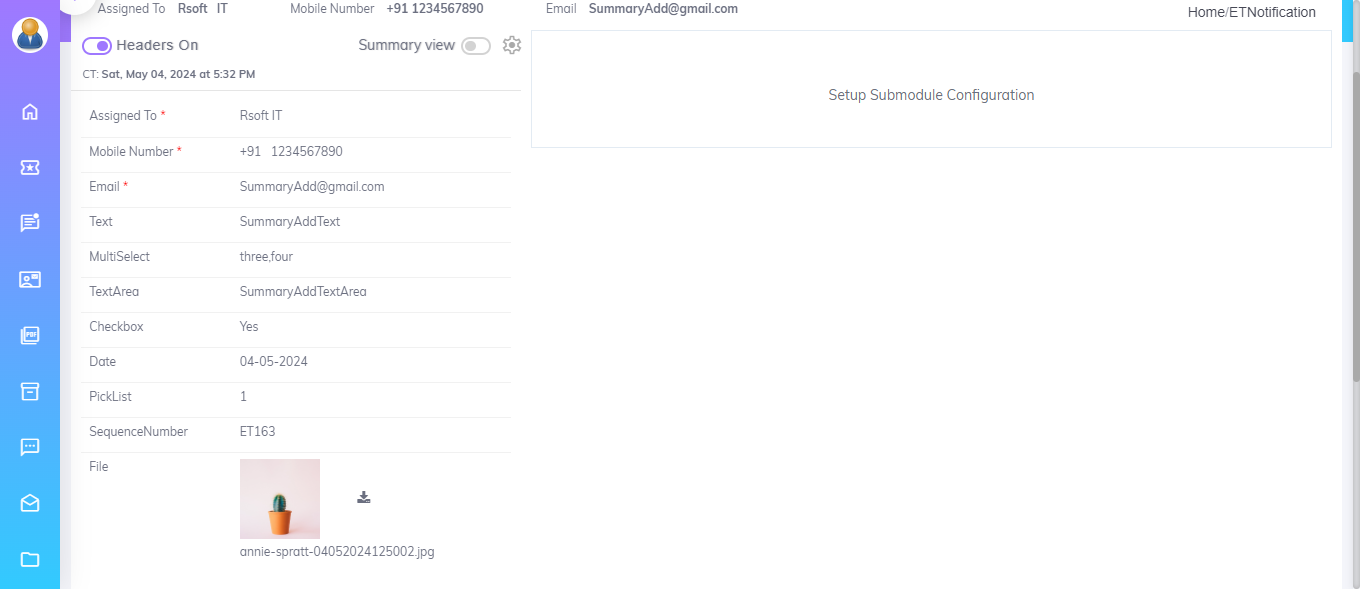 Assigned To Rsoft IT Mobile Number +91 1234567890 Email SummaryAdd@gmail.com
Home/ETNotification
Headers On Summary view
CT: Sat, May 04, 2024 at 5:32 PM
Setup Submodule Configuration
Assigned To * Rsoft IT
Mobile Number * +91 1234567890
Email * SummaryAdd@gmail.com
Text SummaryAddText
MultiSelect three,four
TextArea SummaryAddTextArea
Checkbox Yes
Date 04-05-2024
PickList 1
SequenceNumber ET163
File
annie-spratt-04052024125002.jpg
PDF